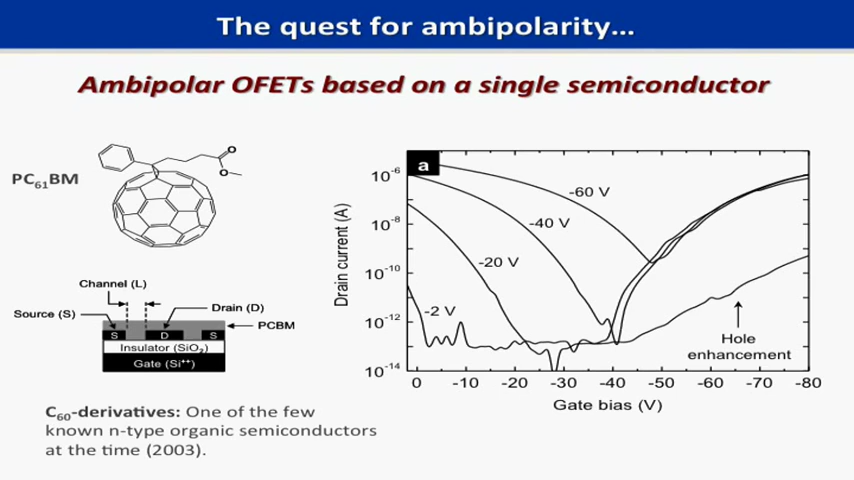 The quest for ambipolarity...
Ambipolar OFETs based on a single semiconductor
PC₆₁BM
O
O
Channel (L)
Source (S)
Drain (D)
PCBM
S
D
S
Insulator (SiO₂)
Gate (Si⁺⁺)
C₆₀-derivatives: One of the few
known n-type organic semiconductors
at the time (2003).
a
Drain current (A)
10⁻⁶
10⁻⁸
10⁻¹⁰
10⁻¹²
10⁻¹⁴
-60 V
-40 V
-20 V
-2 V
Hole
enhancement
0 -10 -20 -30 -40 -50 -60 -70 -80
Gate bias (V)